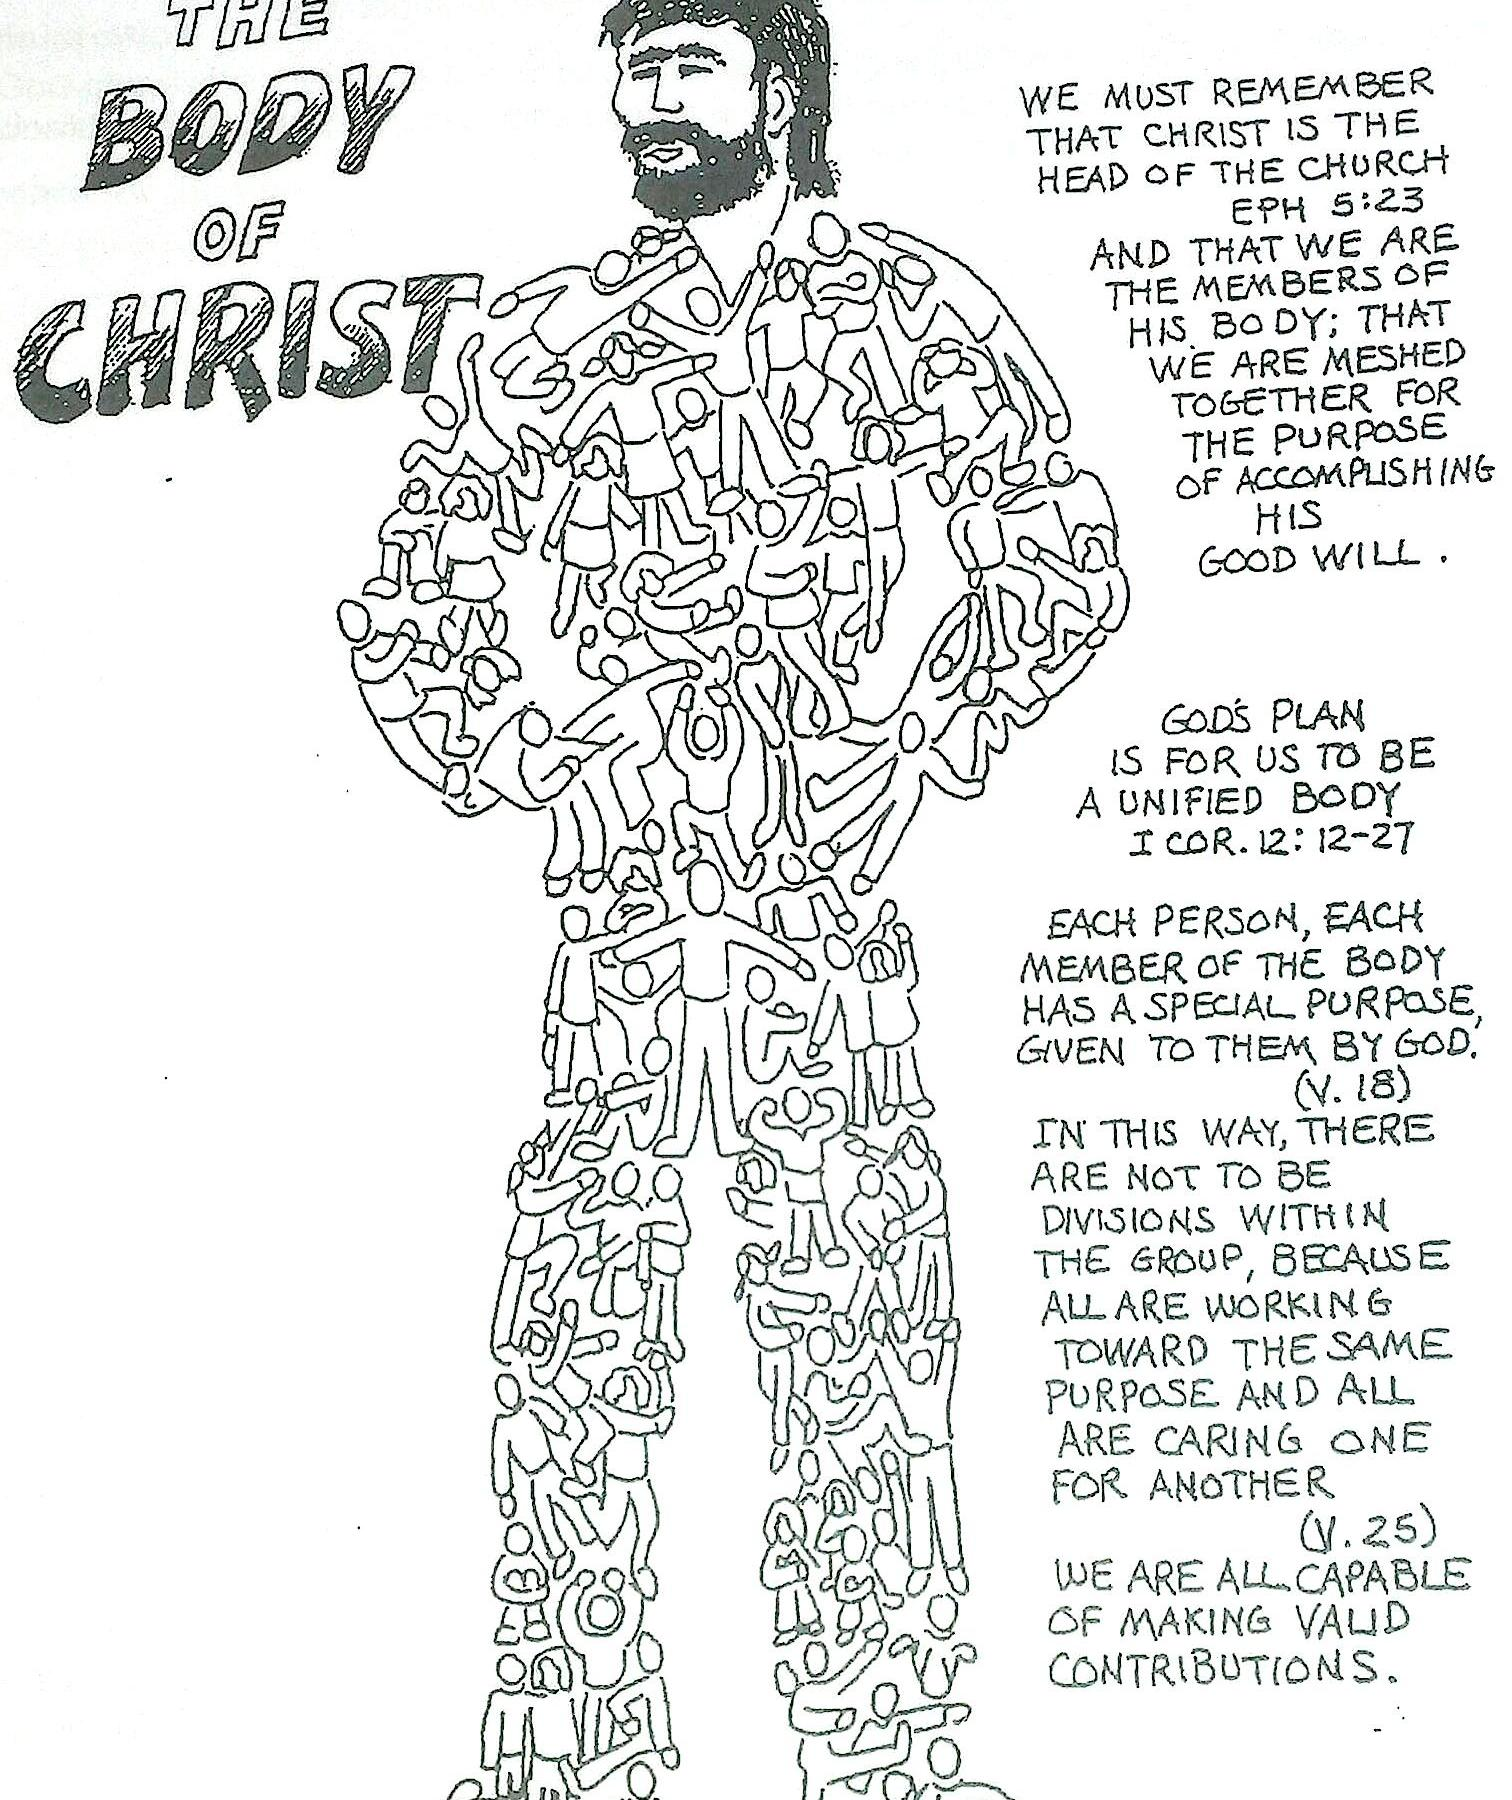 THE
BODY
OF
CHRIST
WE MUST REMEMBER
THAT CHRIST IS THE
HEAD OF THE CHURCH
EPH 5:23
AND THAT WE ARE
THE MEMBERS OF
HIS BODY; THAT
WE ARE MESHED
TOGETHER FOR
THE PURPOSE
OF ACCOMPLISHING
HIS
GOOD WILL.
GOD'S PLAN
IS FOR US TO BE
A UNIFIED BODY
I COR. 12:12-27
EACH PERSON, EACH
MEMBER OF THE BODY
HAS A SPECIAL PURPOSE,
GIVEN TO THEM BY GOD.
(V. 18)
IN THIS WAY, THERE
ARE NOT TO BE
DIVISIONS WITHIN
THE GROUP, BECAUSE
ALL ARE WORKING
TOWARD THE SAME
PURPOSE AND ALL
ARE CARING ONE
FOR ANOTHER
(V. 25)
WE ARE ALL CAPABLE
OF MAKING VALID
CONTRIBUTIONS.